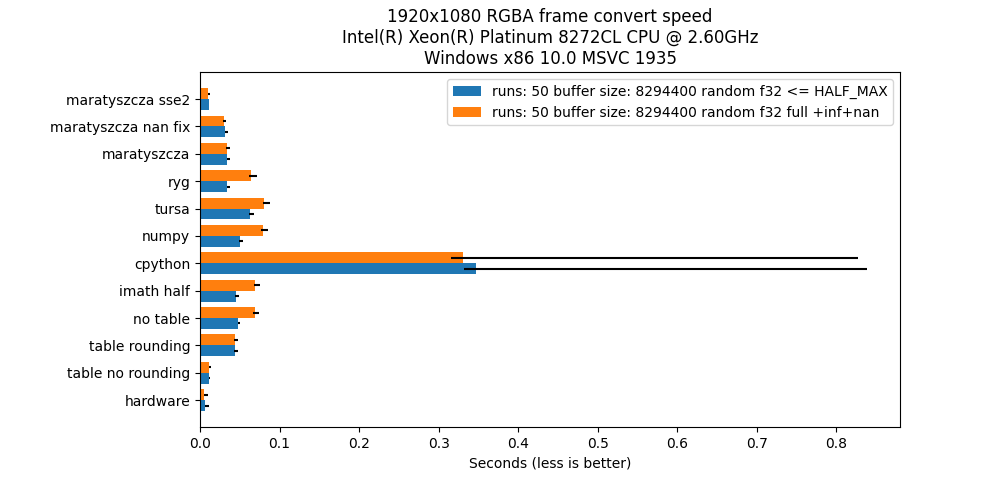 1920x1080 RGBA frame convert speed
Intel(R) Xeon(R) Platinum 8272CL CPU @ 2.60GHz
Windows x86 10.0 MSVC 1935
runs: 50 buffer size: 8294400 random f32 <= HALF_MAX
runs: 50 buffer size: 8294400 random f32 full +inf+nan
maratyszcza sse2
maratyszcza nan fix
maratyszcza
ryg
tursa
numpy
cpython
imath half
no table
table rounding
table no rounding
hardware
0.0 0.1 0.2 0.3 0.4 0.5 0.6 0.7 0.8
Seconds (less is better)